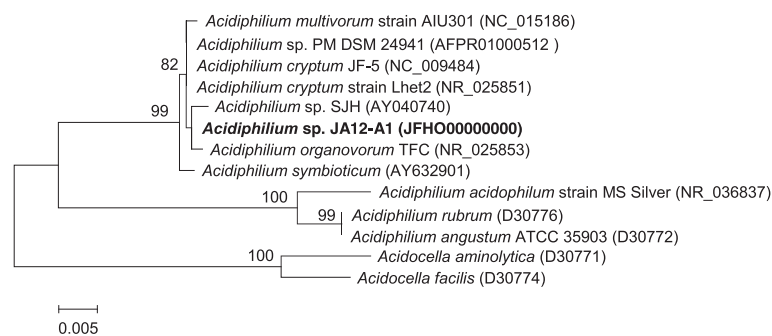 Acidiphilium multivorum strain AIU301 (NC_015186)
Acidiphilium sp. PM DSM 24941 (AFPR01000512 )
82
Acidiphilium cryptum JF-5 (NC_009484)
Acidiphilium cryptum strain Lhet2 (NR_025851)
99
Acidiphilium sp. SJH (AY040740)
Acidiphilium sp. JA12-A1 (JFHO00000000)
Acidiphilium organovorum TFC (NR_025853)
Acidiphilium symbioticum (AY632901)
100
Acidiphilium acidophilum strain MS Silver (NR_036837)
99
Acidiphilium rubrum (D30776)
Acidiphilium angustum ATCC 35903 (D30772)
100
Acidocella aminolytica (D30771)
Acidocella facilis (D30774)
0.005